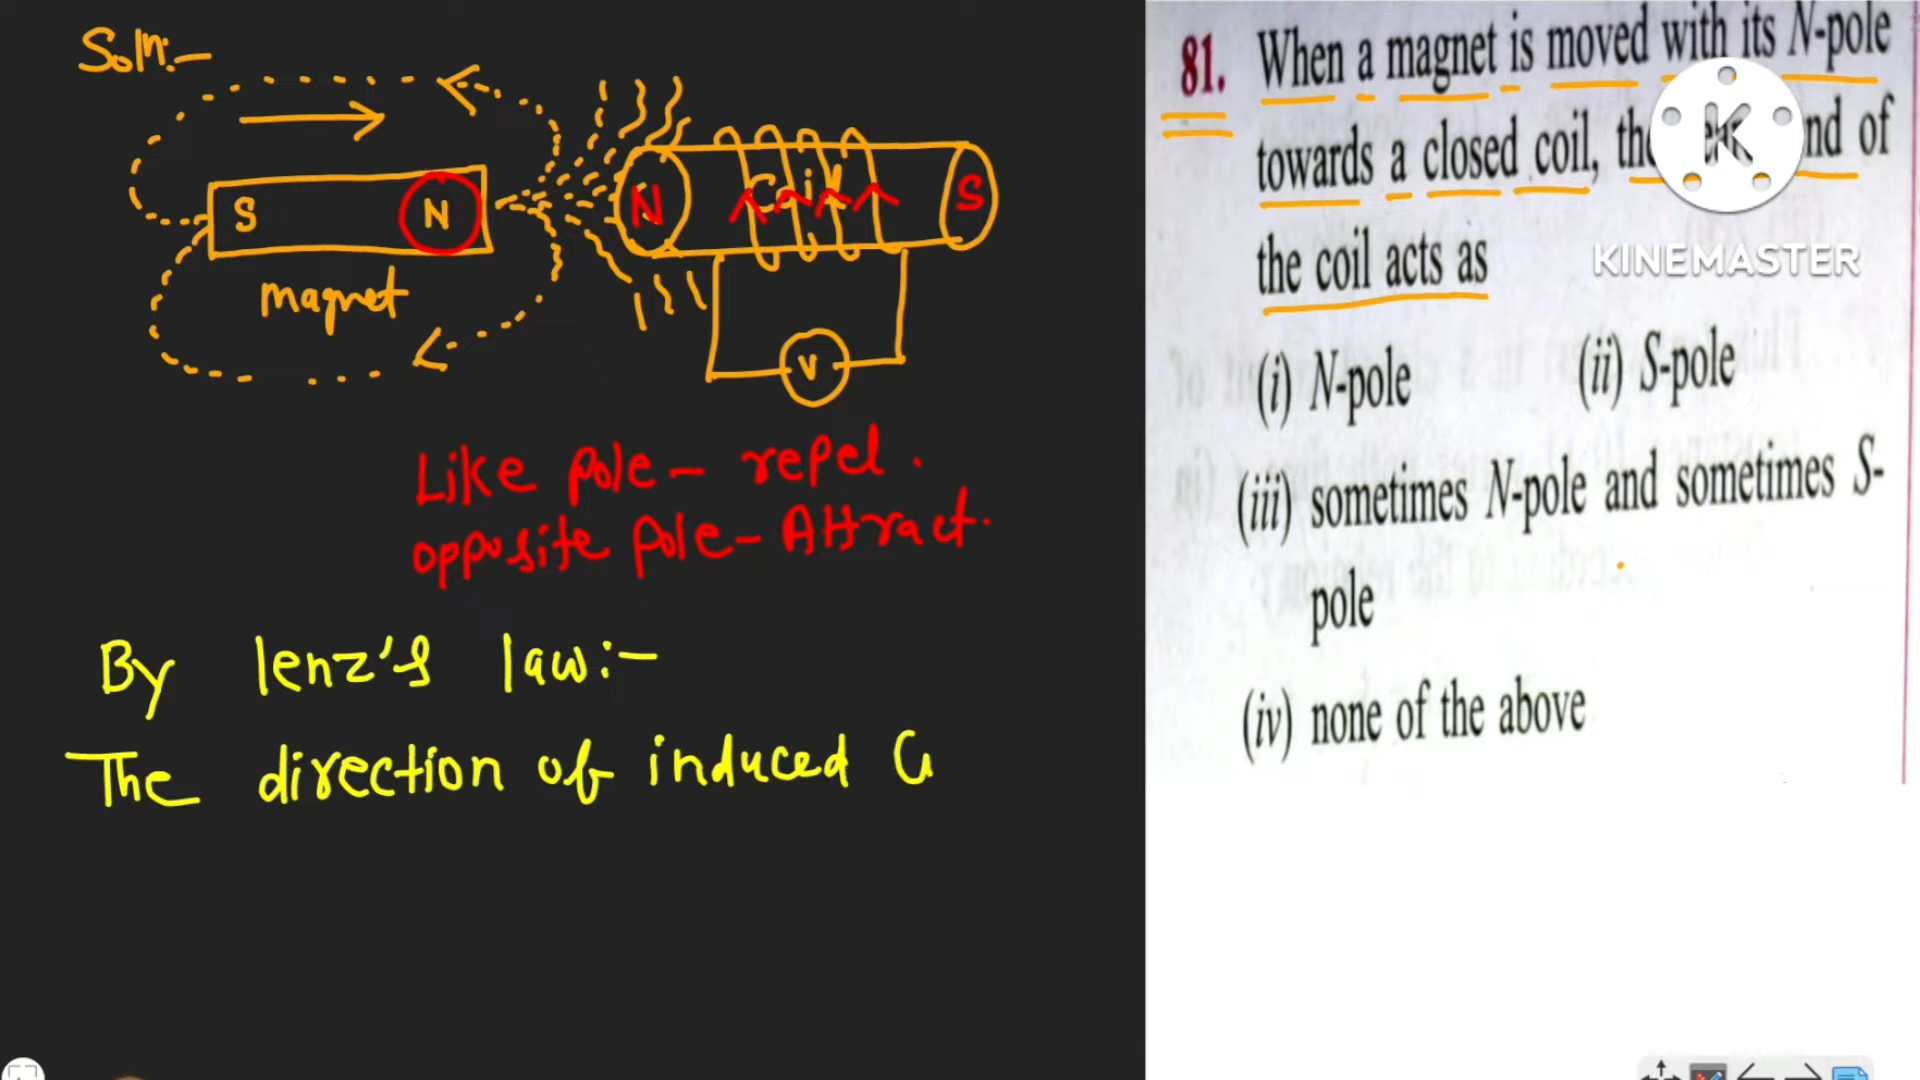 Soln:-
S
N
magnet
N
Coil
S
V
Like pole - repel.
opposite pole - Attract.
By lenz's law:-
The direction of induced
81. When a magnet is moved with its N-pole
towards a closed coil, the nd of
the coil acts as
K
KINEMASTER
(i) N-pole (ii) S-pole
(iii) sometimes N-pole and sometimes S-
pole
(iv) none of the above